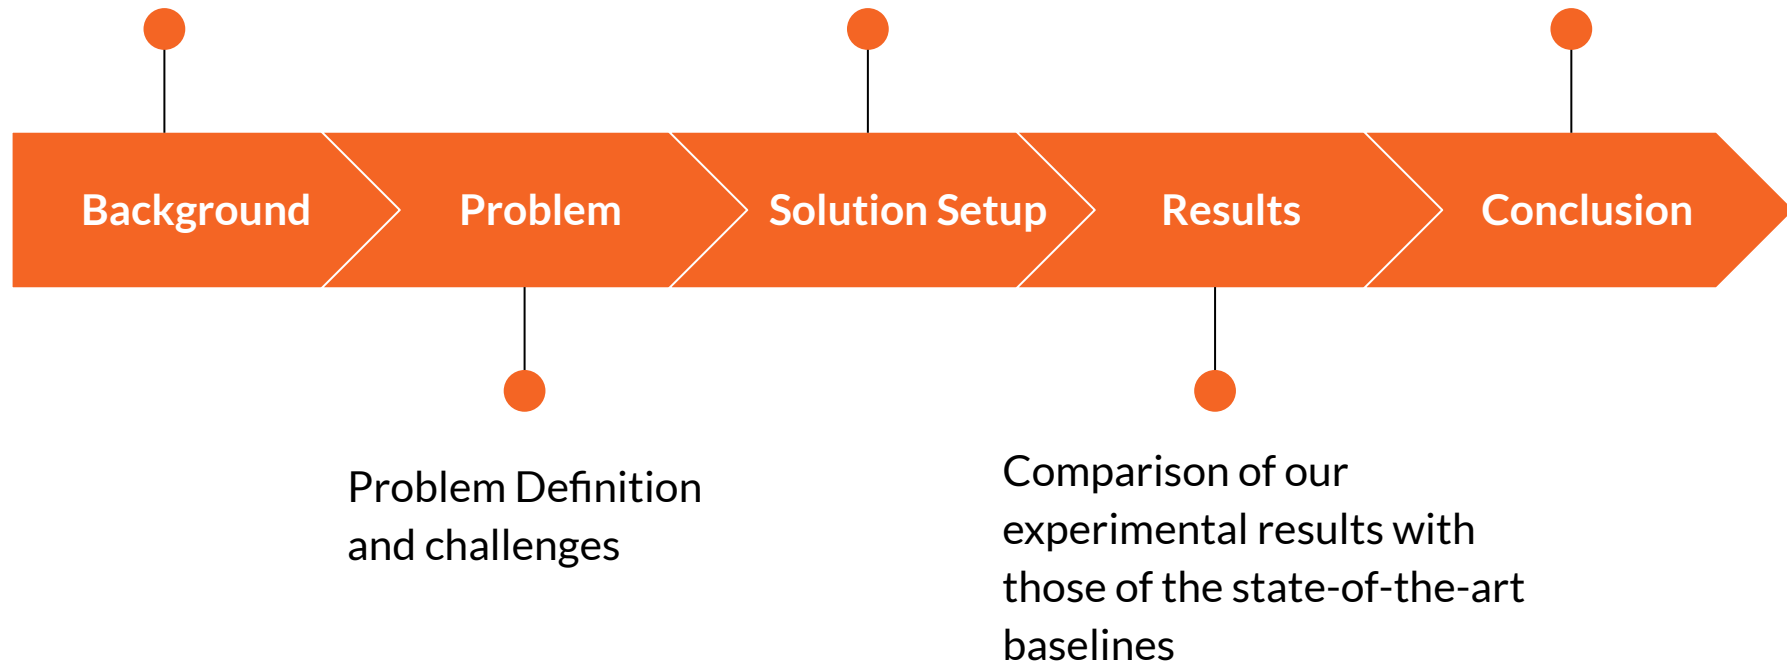 Background
Problem
Solution Setup
Results
Conclusion
Problem Definition
and challenges
Comparison of our
experimental results with
those of the state-of-the-art
baselines